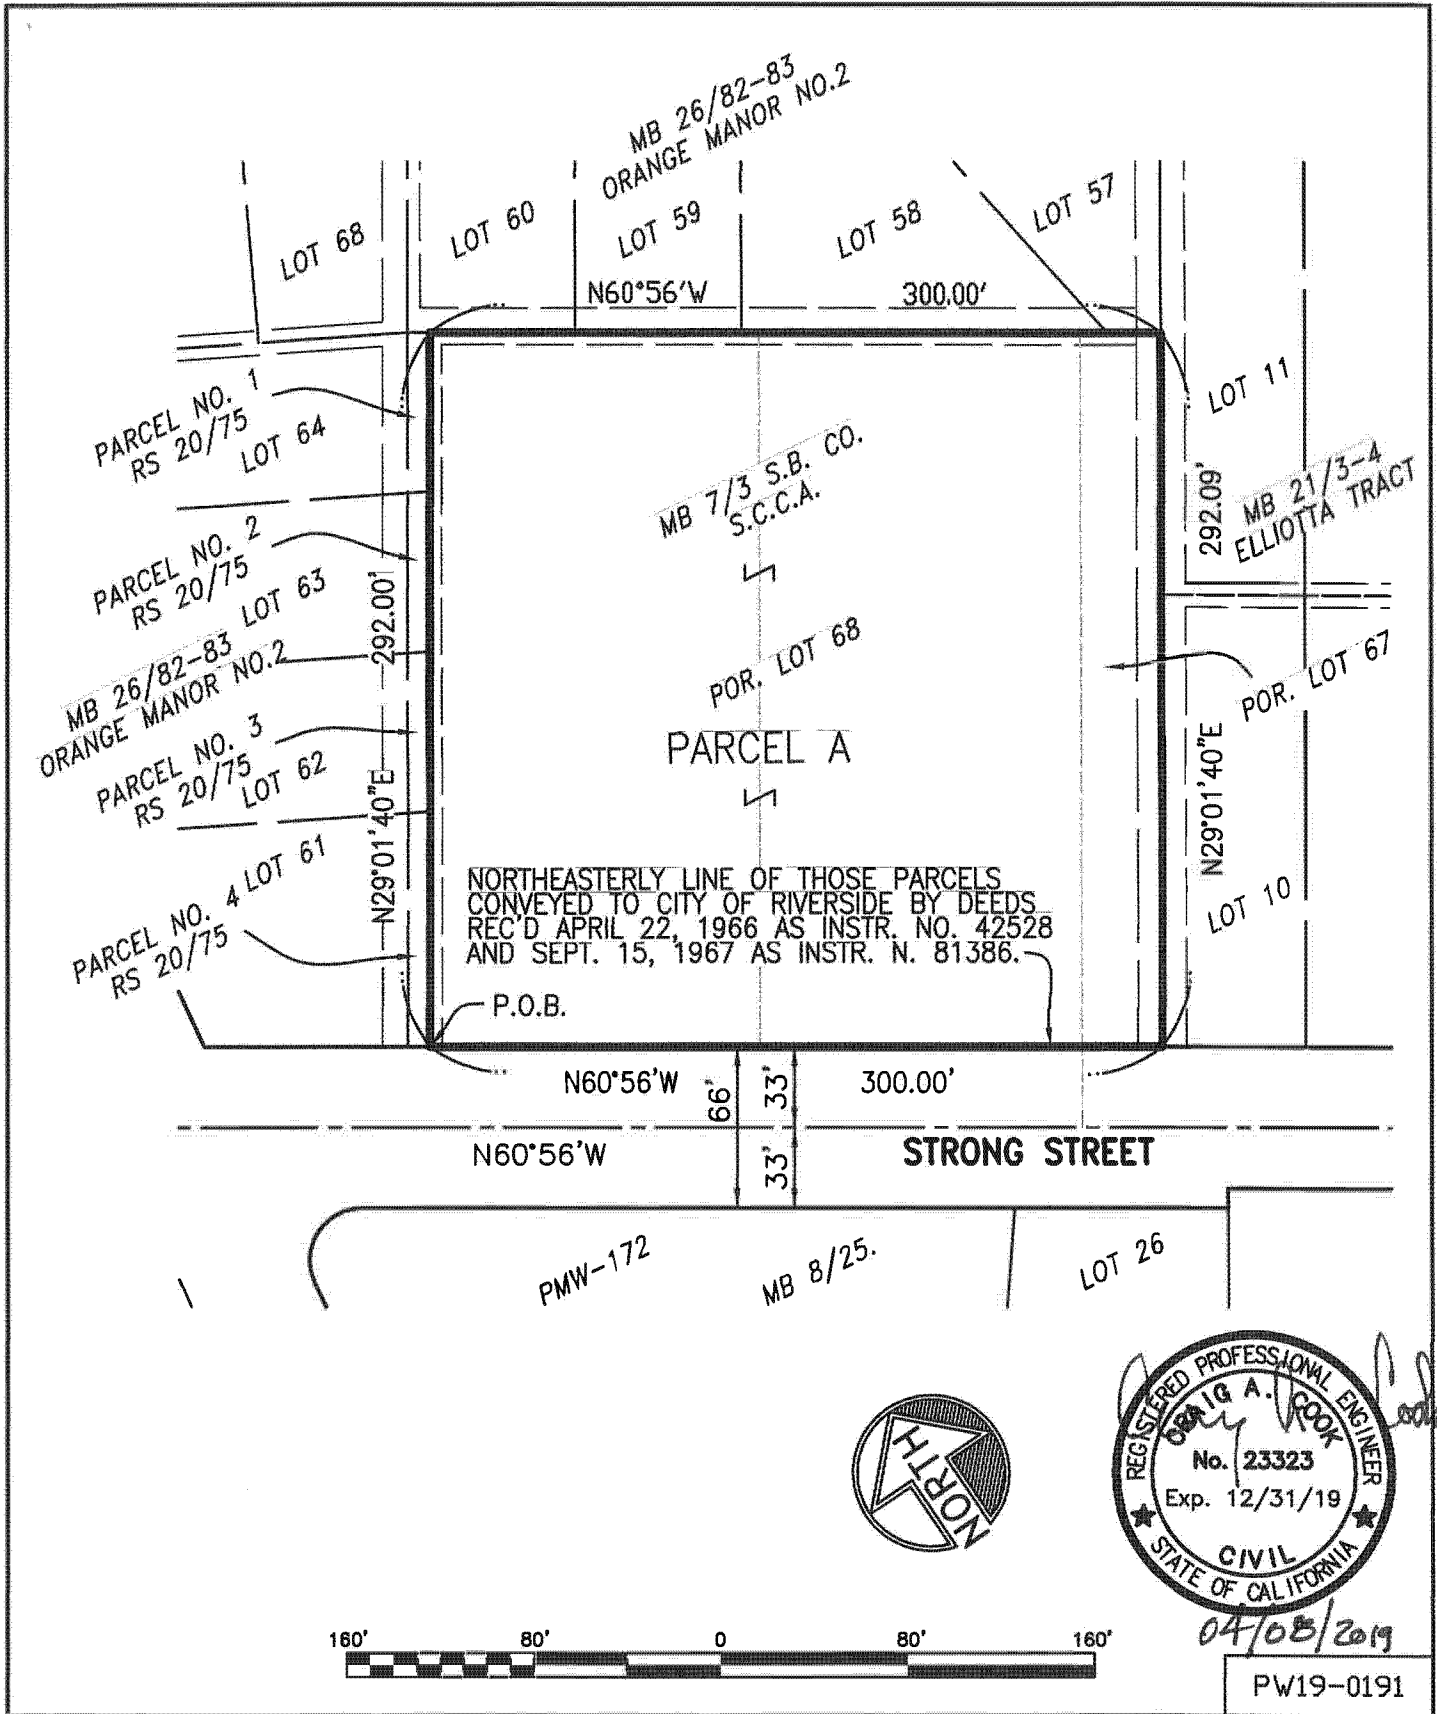 MB 26/82-83
ORANGE MANOR NO.2
LOT 68
LOT 60
LOT 59
LOT 58
LOT 57
N60°56'W
300.00'
PARCEL NO. 1
RS 20/75
LOT 64
LOT 11
MB 7/3 S.B. CO.
S.C.C.A.
292.09'
MB 21/3-4
ELLIOTTA TRACT
PARCEL NO. 2
RS 20/75
LOT 63
292.00'
MB 26/82-83
ORANGE MANOR NO.2
POR. LOT 68
POR. LOT 67
PARCEL NO. 3
RS 20/75
LOT 62
PARCEL A
N29°01'40"E
N29°01'40"E
PARCEL NO. 4
RS 20/75
LOT 61
LOT 10
NORTHEASTERLY LINE OF THOSE PARCELS
CONVEYED TO CITY OF RIVERSIDE BY DEEDS
REC'D APRIL 22, 1966 AS INSTR. NO. 42528
AND SEPT. 15, 1967 AS INSTR. N. 81386.
P.O.B.
N60°56'W
66'
33'
300.00'
N60°56'W
33'
STRONG STREET
PMW-172
MB 8/25.
LOT 26
NORTH
REGISTERED PROFESSIONAL ENGINEER
CRAIG A. COOK
No. 23323
Exp. 12/31/19
CIVIL
STATE OF CALIFORNIA
04/08/2019
160'
80'
0
80'
160'
PW19-0191